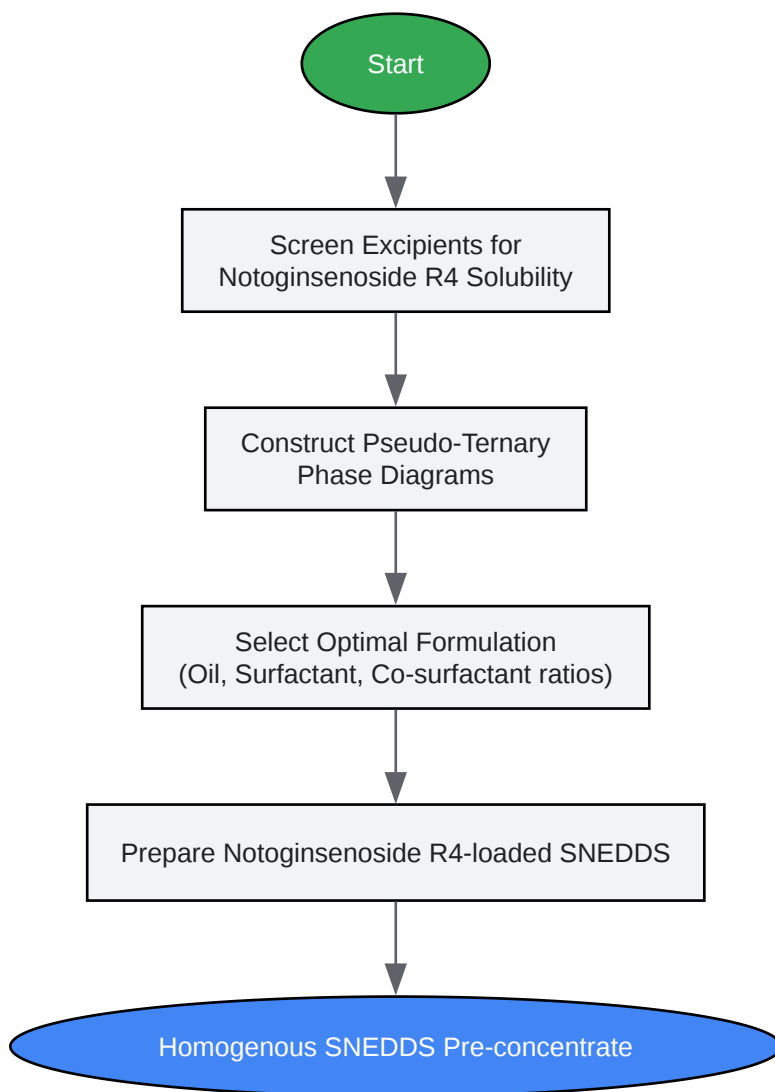 Start
Screen Excipients for
Notoginsenoside R4 Solubility
Construct Pseudo-Ternary
Phase Diagrams
Select Optimal Formulation
(Oil, Surfactant, Co-surfactant ratios)
Prepare Notoginsenoside R4-loaded SNEDDS
Homogenous SNEDDS Pre-concentrate